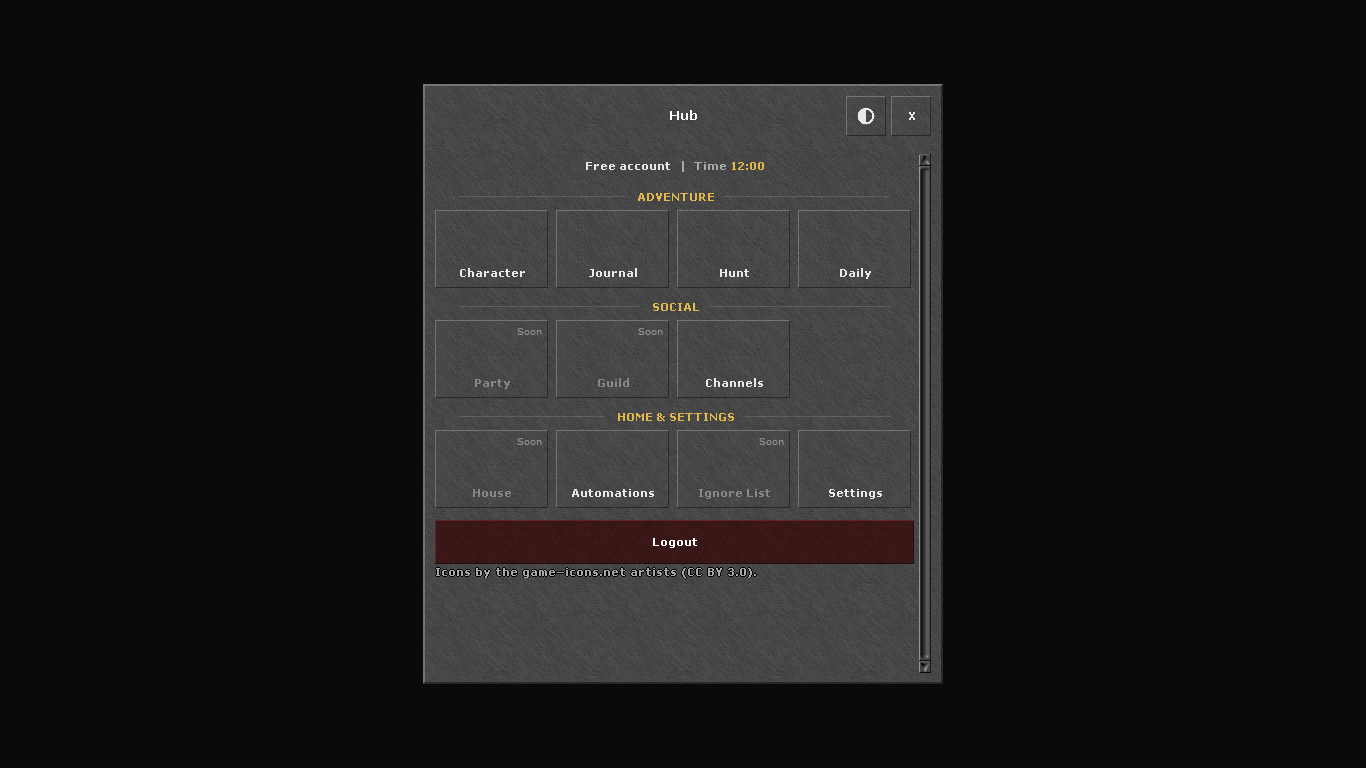 Hub
X
Free account | Time 12:00
ADVENTURE
Character Journal Hunt Daily
SOCIAL
Soon Soon
Party Guild Channels
HOME & SETTINGS
Soon Soon
House Automations Ignore List Settings
Logout
Icons by the game-icons.net artists (CC BY 3.0).